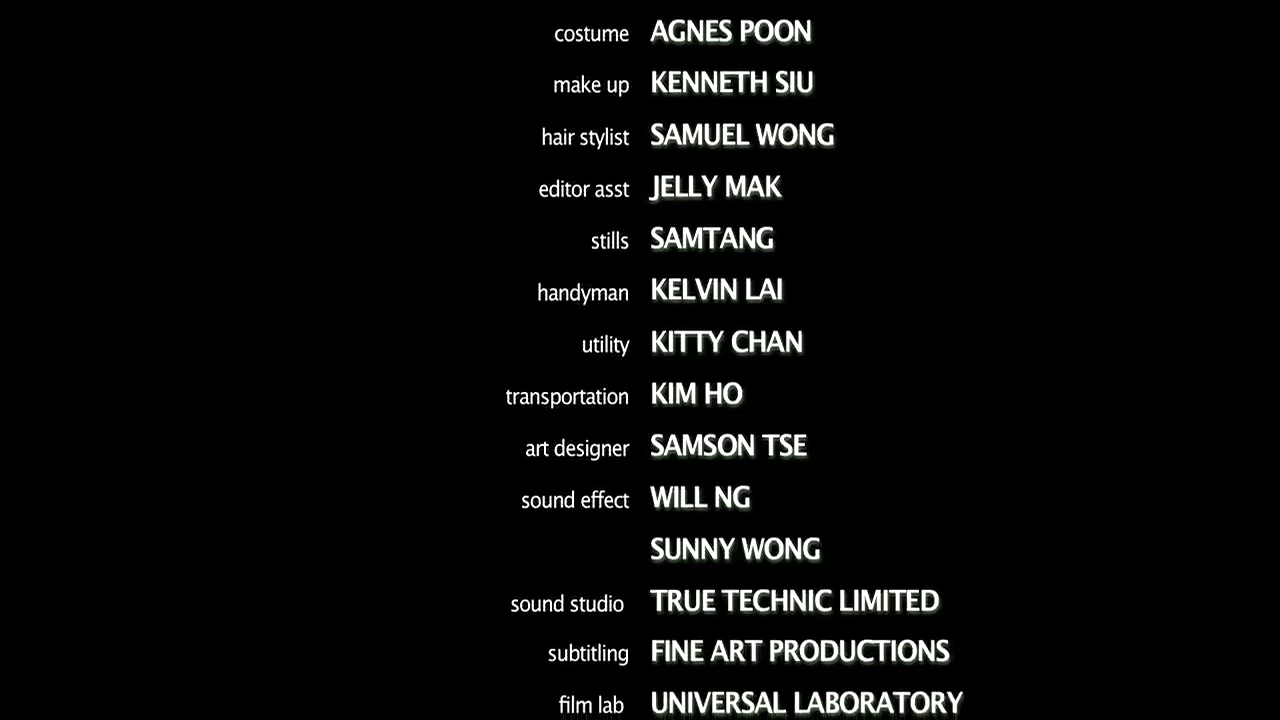 costume AGNES POON
make up KENNETH SIU
hair stylist SAMUEL WONG
editor asst JELLY MAK
stills SAMTANG
handyman KELVIN LAI
utility KITTY CHAN
transportation KIM HO
art designer SAMSON TSE
sound effect WILL NG
SUNNY WONG
sound studio TRUE TECHNIC LIMITED
subtitling FINE ART PRODUCTIONS
film lab UNIVERSAL LABORATORY